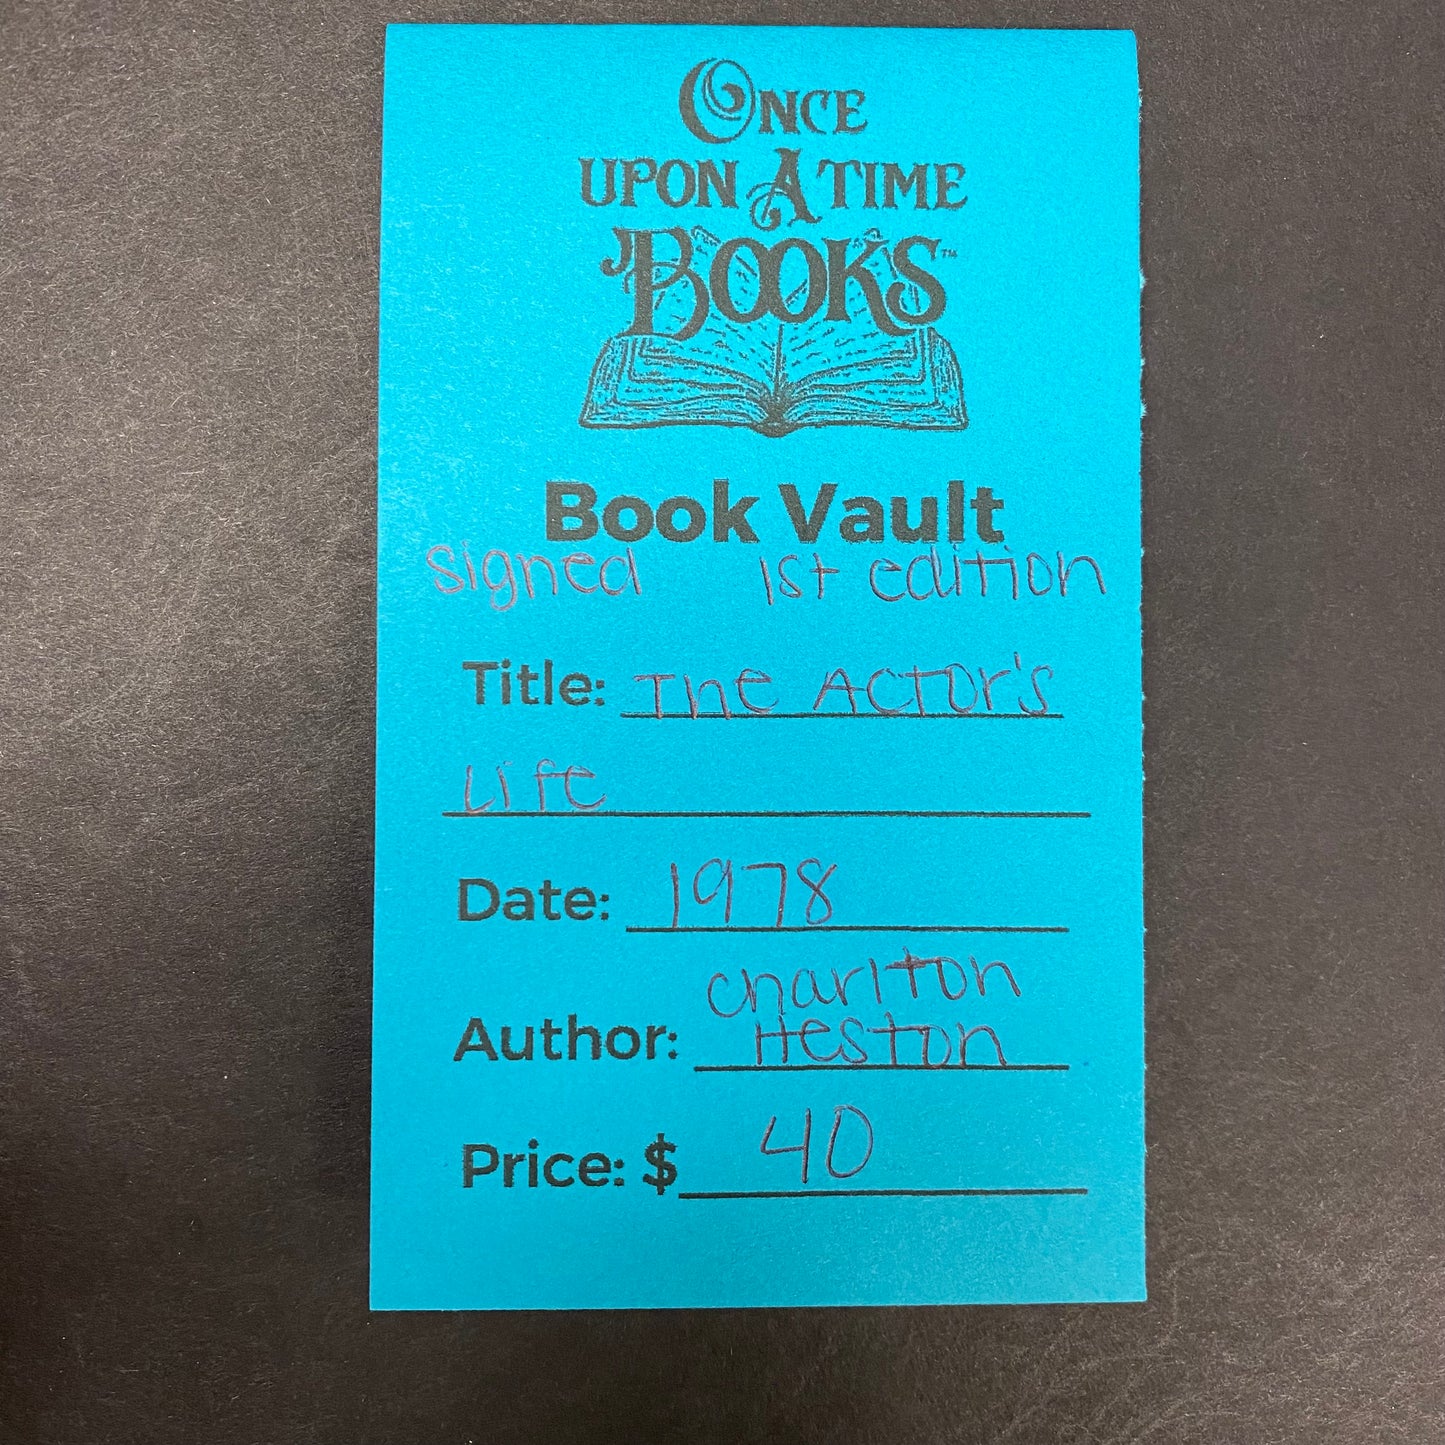 ONCE
UPON A TIME
BOOKS™
Book Vault
signed 1st edition
Title: The Actor's
Life
Date: 1978
Charlton
Author: Heston
Price: $ 40